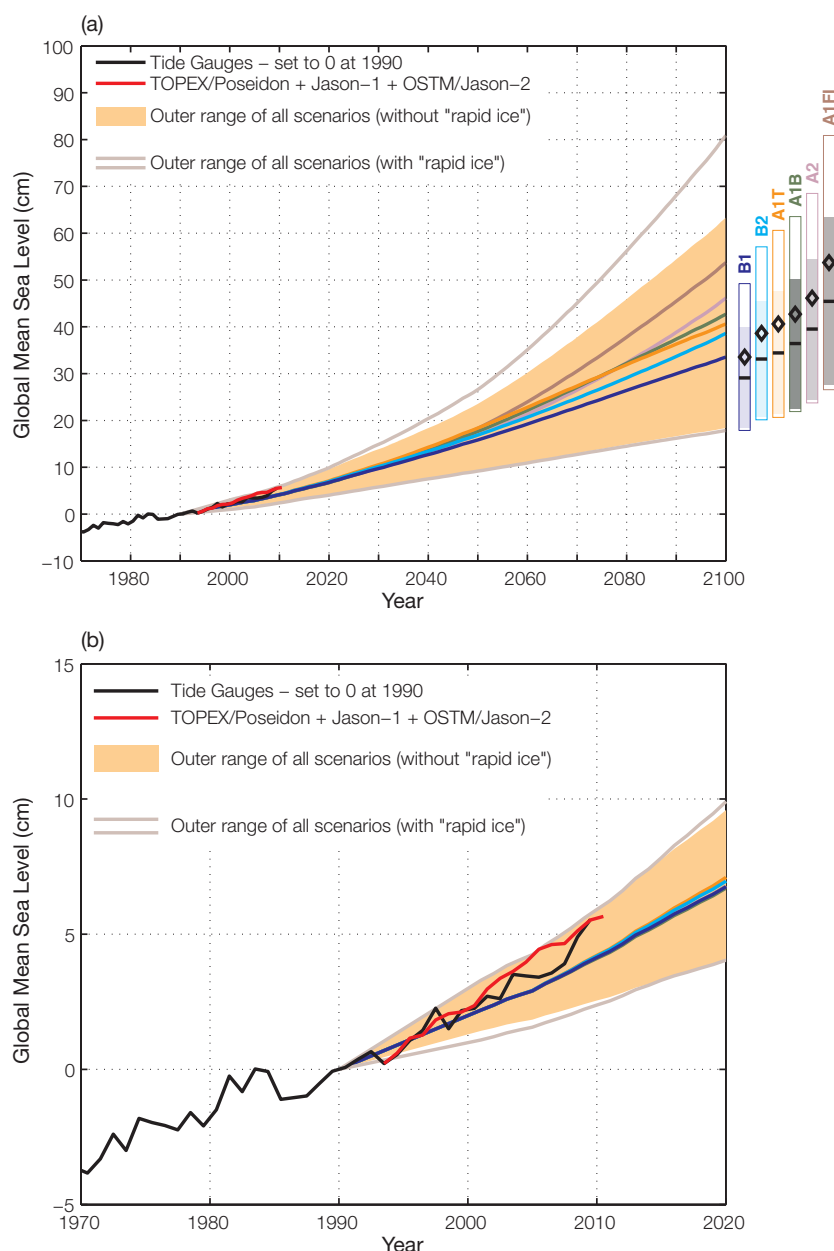 (a)
100
90
80
70
60
50
40
30
20
10
0
−10
Global Mean Sea Level (cm)
Tide Gauges – set to 0 at 1990
TOPEX/Poseidon + Jason−1 + OSTM/Jason−2
Outer range of all scenarios (without "rapid ice")
Outer range of all scenarios (with "rapid ice")
1980 2000 2020 2040 2060 2080 2100
Year
B1
B2
A1T
A1B
A2
A1FI
(b)
15
10
5
0
−5
Global Mean Sea Level (cm)
Tide Gauges – set to 0 at 1990
TOPEX/Poseidon + Jason−1 + OSTM/Jason−2
Outer range of all scenarios (without "rapid ice")
Outer range of all scenarios (with "rapid ice")
1970 1980 1990 2000 2010 2020
Year